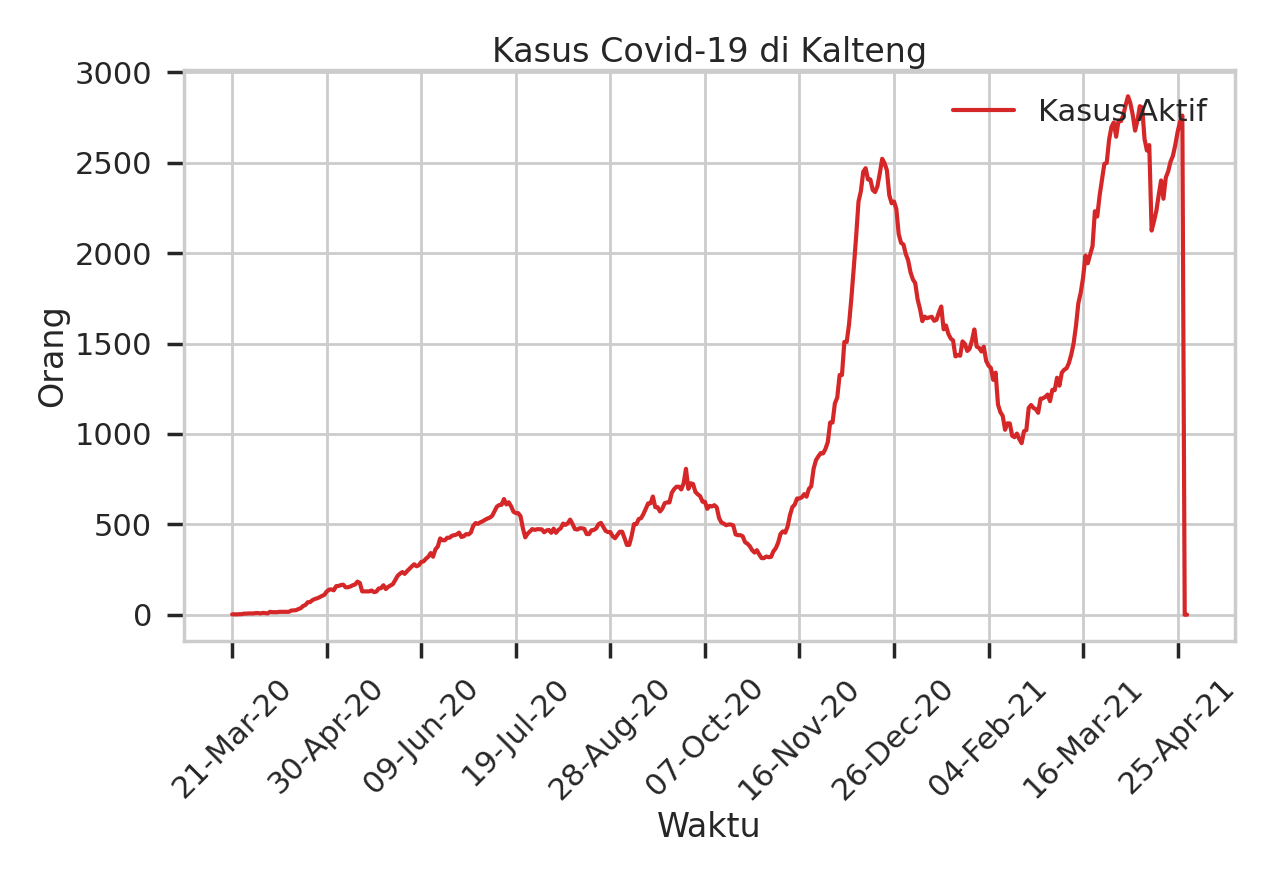 Kasus Covid-19 di Kalteng
3000
2500
2000
1500
1000
500
0
Orang
Kasus Aktif
21-Mar-20
30-Apr-20
09-Jun-20
19-Jul-20
28-Aug-20
07-Oct-20
16-Nov-20
26-Dec-20
04-Feb-21
16-Mar-21
25-Apr-21
Waktu